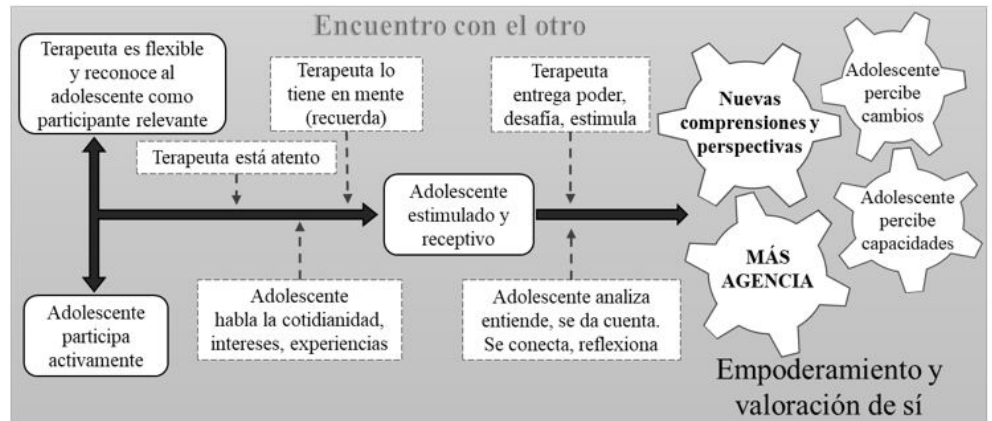 Encuentro con el otro
Terapeuta es flexible
y reconoce al
adolescente como
participante relevante
Terapeuta lo
tiene en mente
(recuerda)
Terapeuta está atento
Terapeuta
entrega poder,
desafía, estimula
Adolescente
estimulado y
receptivo
Adolescente
participa
activamente
Adolescente
habla la cotidianidad,
intereses, experiencias
Adolescente analiza
entiende, se da cuenta.
Se conecta, reflexiona
Nuevas
comprensiones y
perspectivas
Adolescente
percibe
cambios
Adolescente
percibe
capacidades
MÁS
AGENCIA
Empoderamiento y
valoración de sí